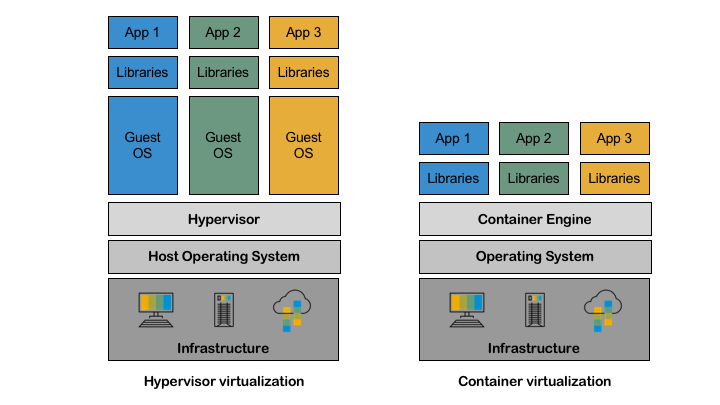 App 1
App 2
App 3
Libraries
Libraries
Libraries
Guest
OS
Guest
OS
Guest
OS
Hypervisor
Host Operating System
Infrastructure
Hypervisor virtualization
App 1
App 2
App 3
Libraries
Libraries
Libraries
Container Engine
Operating System
Infrastructure
Container virtualization